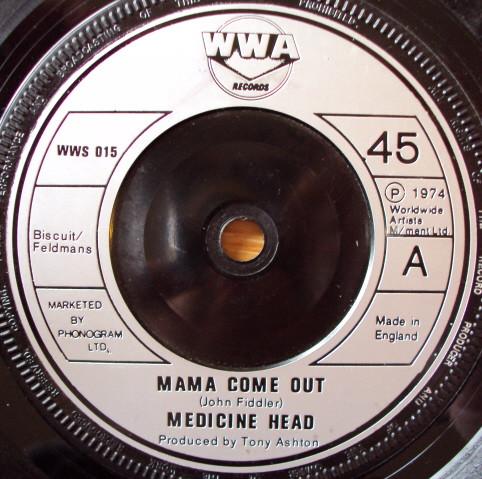 WWA
RECORDS
WWS 015
45
P 1974
Worldwide
Artists
M/ment Ltd.
Biscuit/
Feldmans
A
MARKETED
BY
PHONOGRAM
LTD.
Made in
England
MAMA COME OUT
(John Fiddler)
MEDICINE HEAD
Produced by Tony Ashton